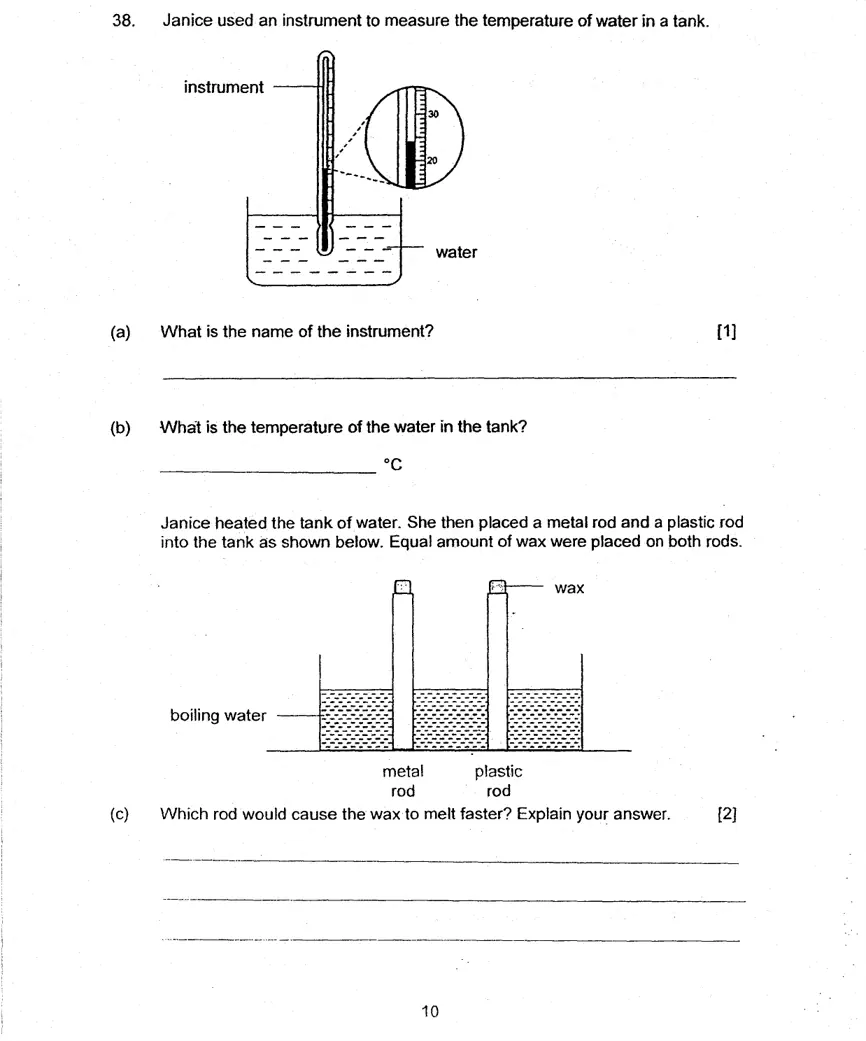 38. Janice used an instrument to measure the temperature of water in a tank.
instrument
30
20
water
(a) What is the name of the instrument? [1]
(b) What is the temperature of the water in the tank?
°C
Janice heated the tank of water. She then placed a metal rod and a plastic rod
into the tank as shown below. Equal amount of wax were placed on both rods.
wax
boiling water
metal plastic
rod rod
(c) Which rod would cause the wax to melt faster? Explain your answer. [2]
10